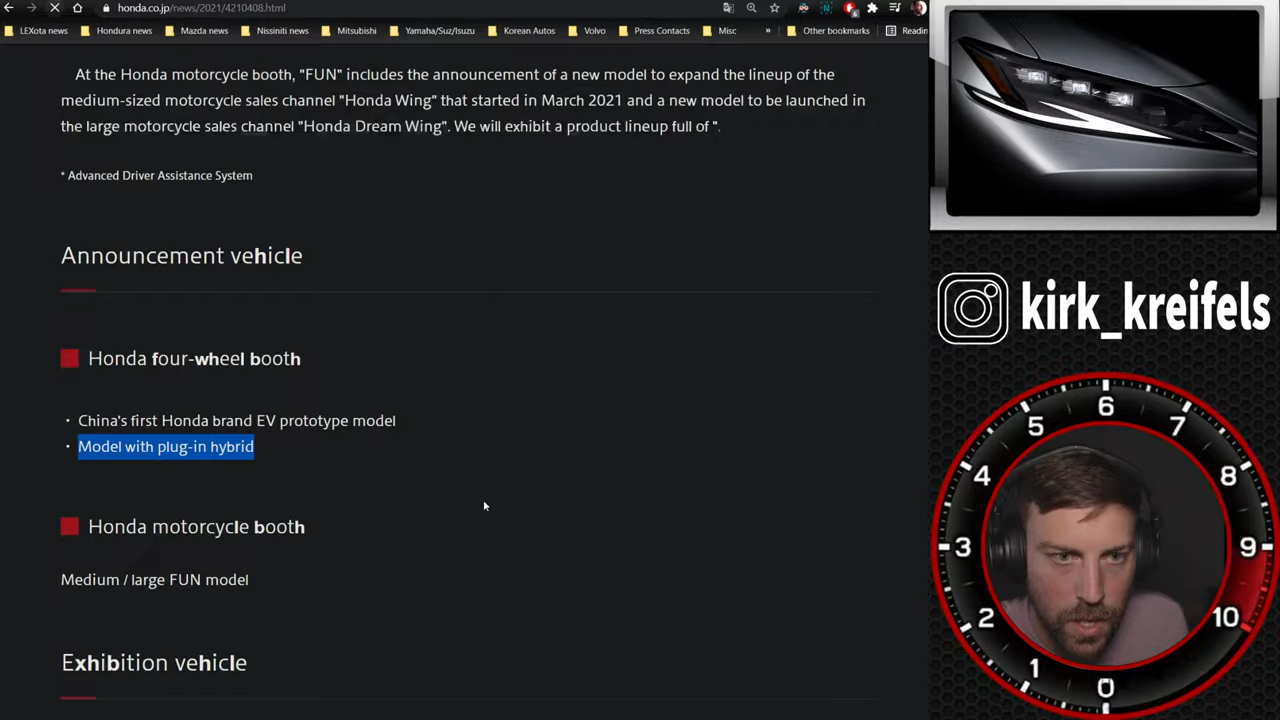 honda.co.jp/news/2021/4210408.html
LEXota news
Hondura news
Mazda news
Nissiniti news
Mitsubishi
Yamaha/Suz/Isuzu
Korean Autos
Volvo
Press Contacts
Misc
»
Other bookmarks
At the Honda motorcycle booth, "FUN" includes the announcement of a new model to expand the lineup of the
medium-sized motorcycle sales channel "Honda Wing" that started in March 2021 and a new model to be launched in
the large motorcycle sales channel "Honda Dream Wing". We will exhibit a product lineup full of ".
* Advanced Driver Assistance System
Announcement vehicle
Honda four-wheel booth
・ China's first Honda brand EV prototype model
・ Model with plug-in hybrid
Honda motorcycle booth
Medium / large FUN model
Exhibition vehicle
kirk_kreifels
0
1
2
3
4
5
6
7
8
9
10